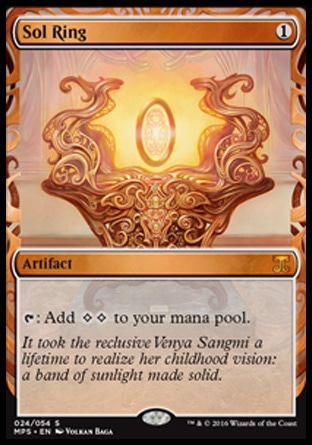 Sol Ring 1
Artifact
: Add to your mana pool.
It took the reclusive Venya Sangmi a
lifetime to realize her childhood vision:
a band of sunlight made solid.
024/054 S
MPS • EN Volkan Baga ™ & © 2016 Wizards of the Coast